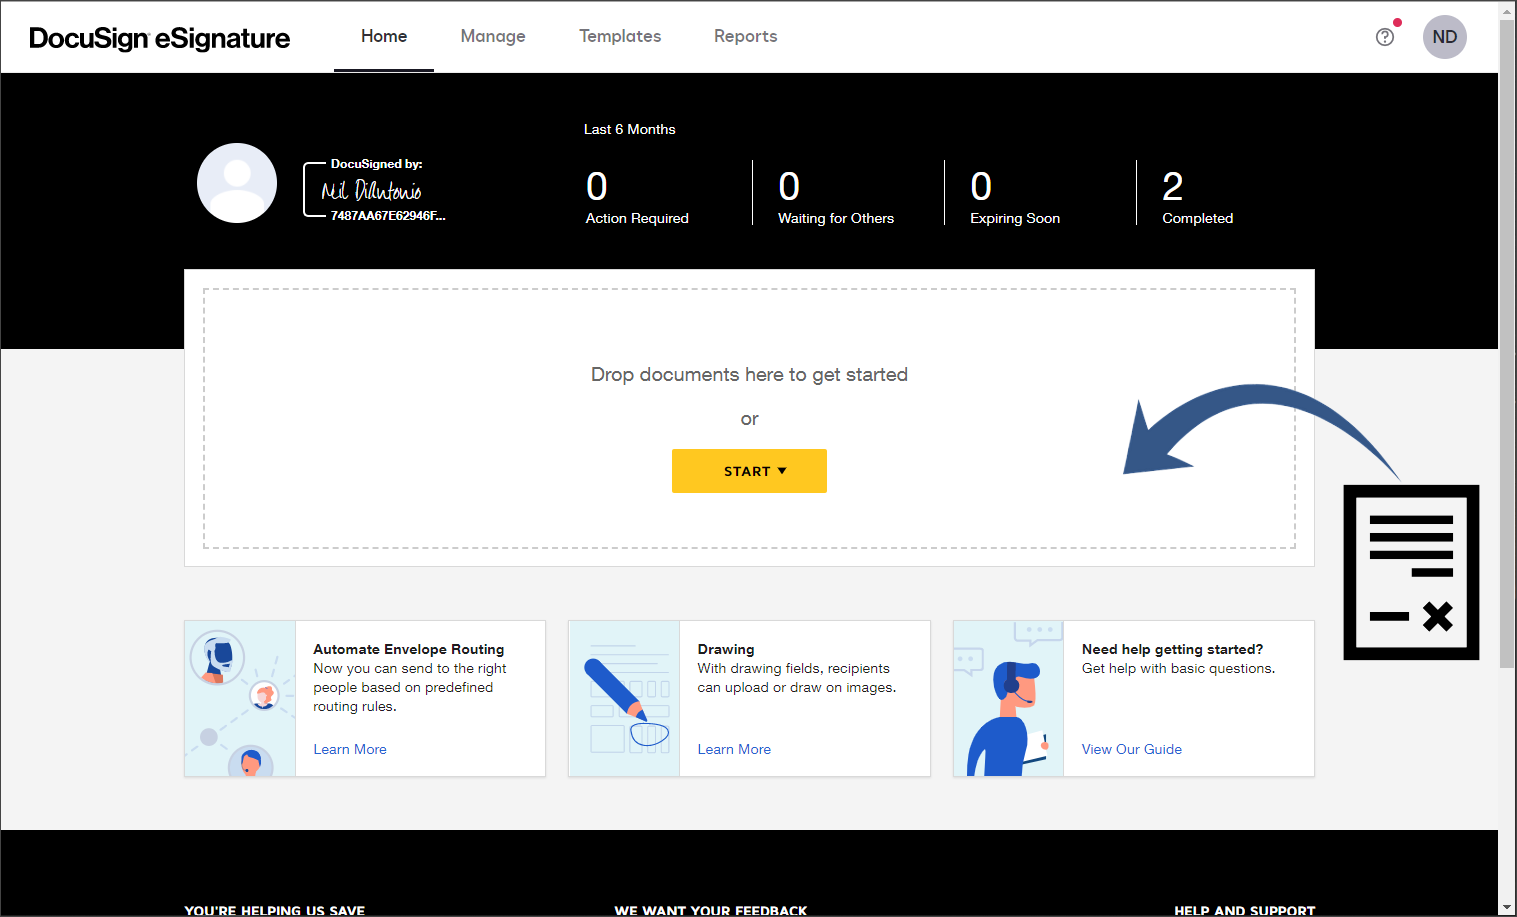 DocuSign eSignature
Home
Manage
Templates
Reports
ND
Last 6 Months
DocuSigned by:
Neil DiAntonio
7487AA67E62946F...
0
Action Required
0
Waiting for Others
0
Expiring Soon
2
Completed
Drop documents here to get started
or
START
Automate Envelope Routing
Now you can send to the right
people based on predefined
routing rules.
Learn More
Drawing
With drawing fields, recipients
can upload or draw on images.
Learn More
Need help getting started?
Get help with basic questions.
View Our Guide
YOU'RE HELPING US SAVE
WE WANT YOUR FEEDBACK
HELP AND SUPPORT